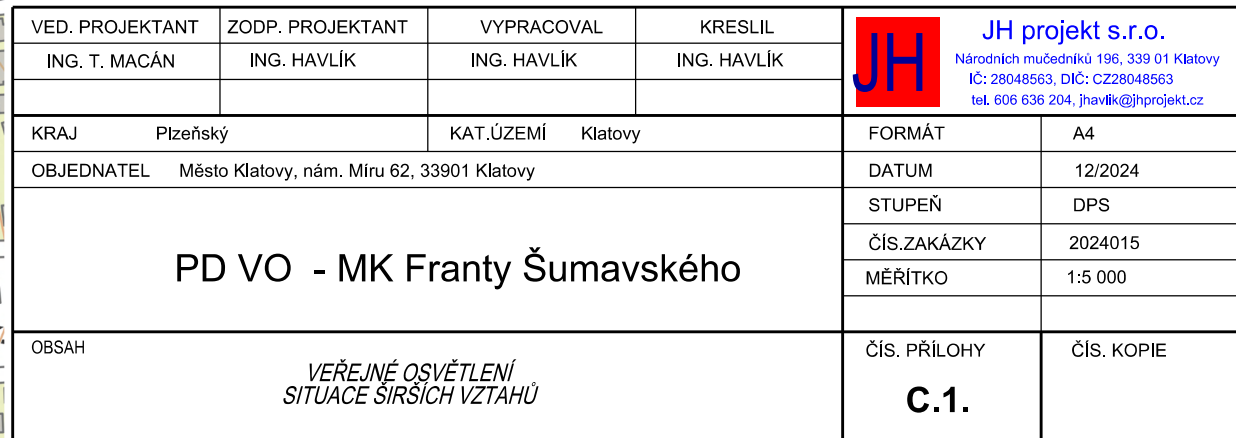 VED. PROJEKTANT ZODP. PROJEKTANT VYPRACOVAL KRESLIL
ING. T. MACÁN ING. HAVLÍK ING. HAVLÍK ING. HAVLÍK
JH
JH projekt s.r.o.
Národních mučedníků 196, 339 01 Klatovy
IČ: 28048563, DIČ: CZ28048563
tel. 606 636 204, jhavlik@jhprojekt.cz
KRAJ Plzeňský KAT.ÚZEMÍ Klatovy
OBJEDNATEL Město Klatovy, nám. Míru 62, 33901 Klatovy
PD VO - MK Franty Šumavského
FORMÁT A4
DATUM 12/2024
STUPEŇ DPS
ČÍS.ZAKÁZKY 2024015
MĚŘÍTKO 1:5 000
OBSAH
VEŘEJNÉ OSVĚTLENÍ
SITUACE ŠIRŠÍCH VZTAHŮ
ČÍS. PŘÍLOHY ČÍS. KOPIE
C.1.